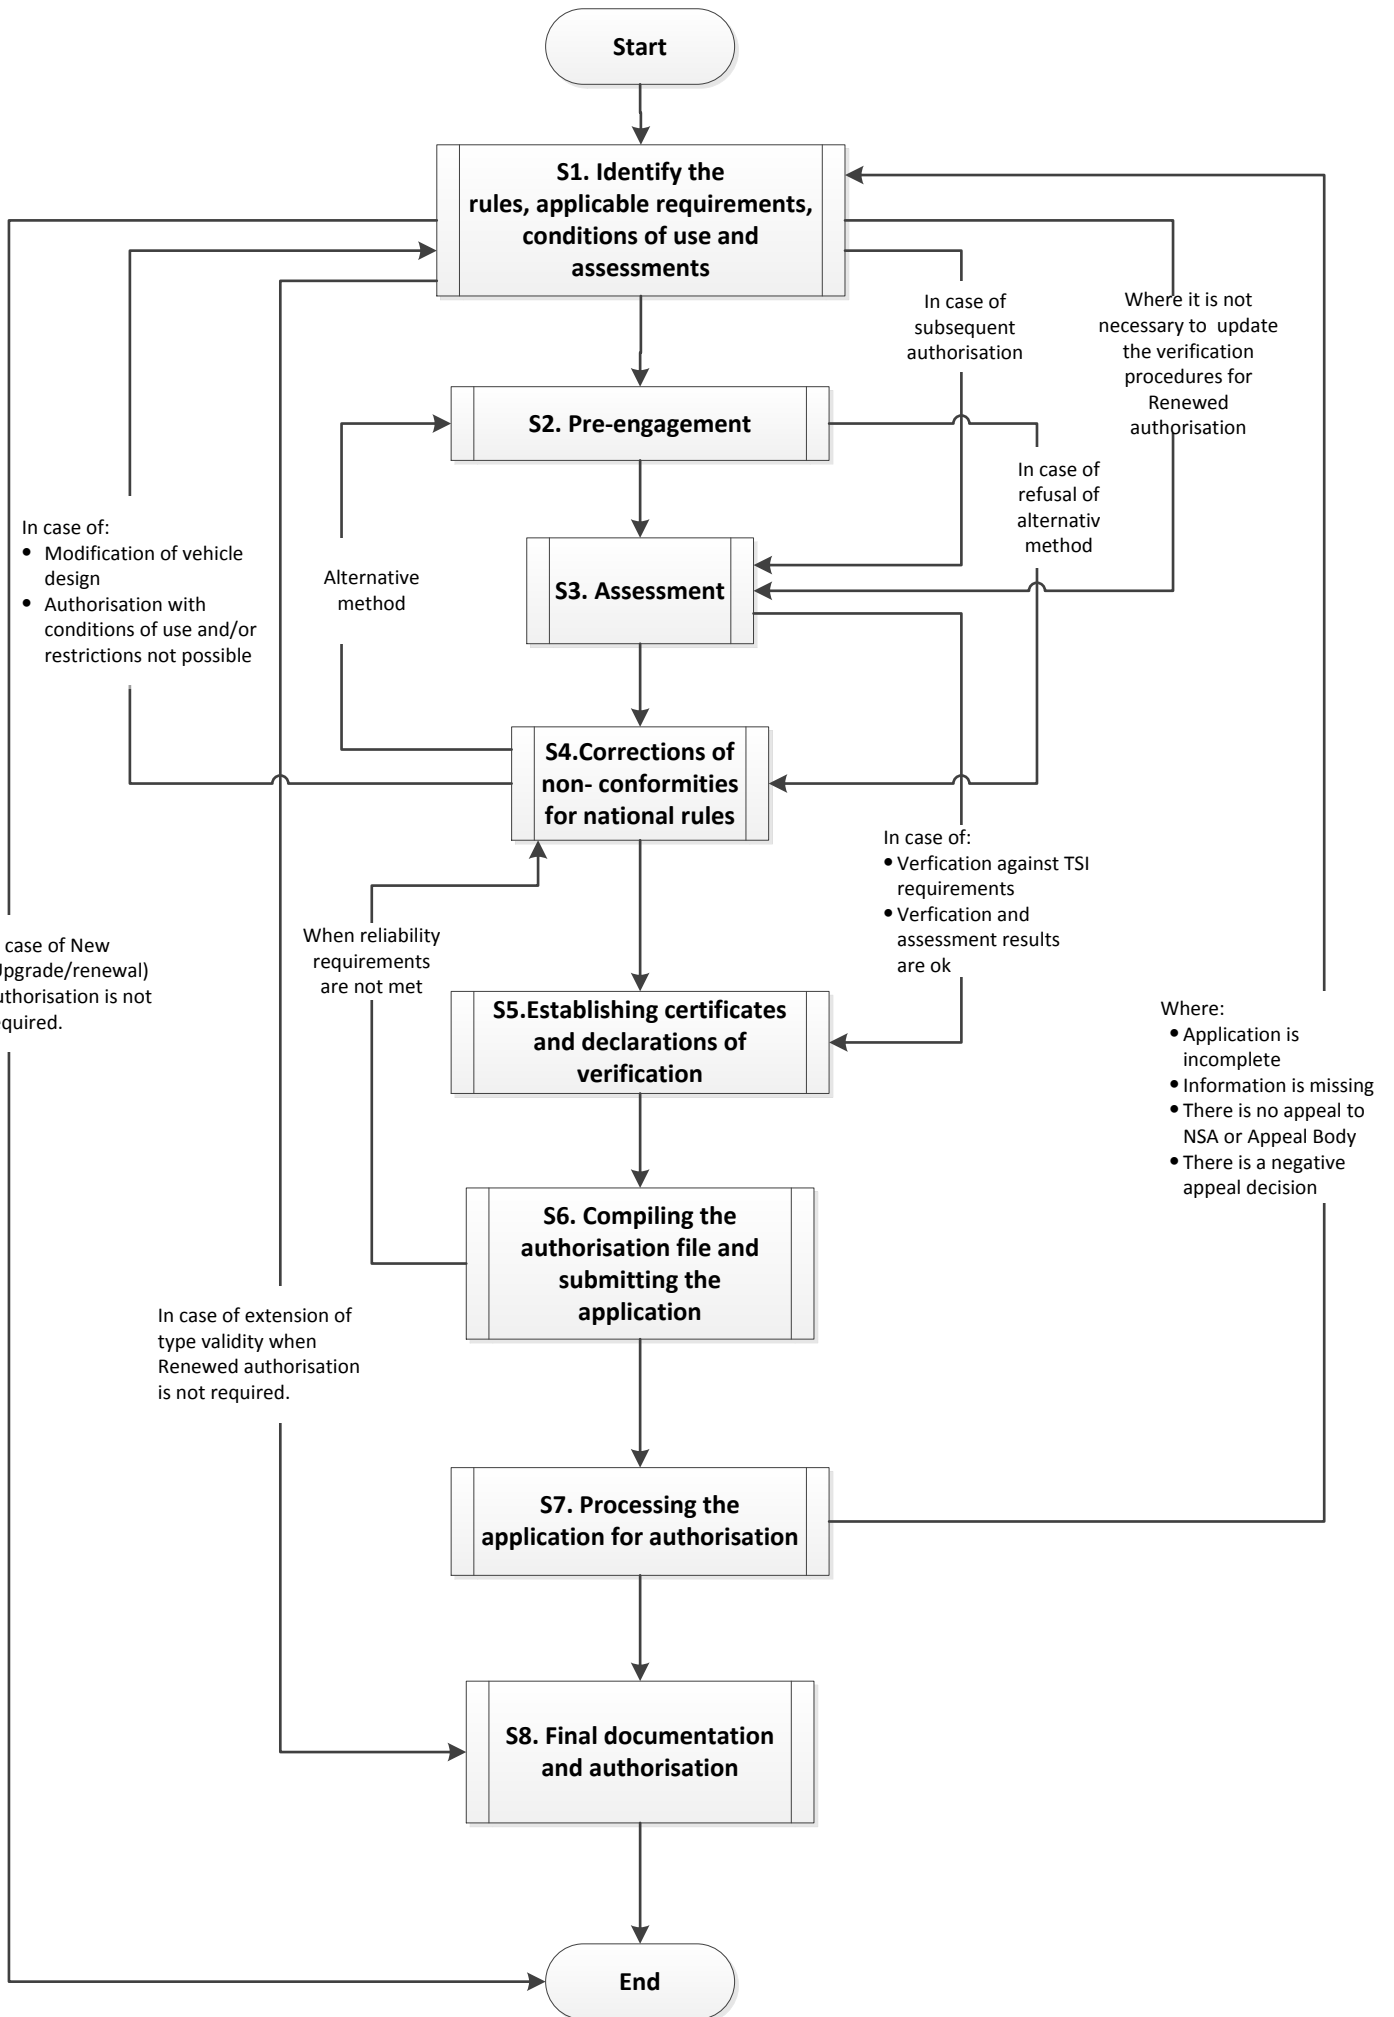 Start
S1. Identify the
rules, applicable requirements,
conditions of use and
assessments
In case of
subsequent
authorisation
Where it is not
necessary to update
the verification
procedures for
Renewed
authorisation
S2. Pre-engagement
In case of
refusal of
alternativ
method
In case of:
• Modification of vehicle
design
• Authorisation with
conditions of use and/or
restrictions not possible
Alternative
method
S3. Assessment
S4.Corrections of
non- conformities
for national rules
In case of:
• Verfication against TSI
requirements
• Verfication and
assessment results
are ok
When reliability
requirements
are not met
case of New
pgrade/renewal)
uthorisation is not
equired.
S5.Establishing certificates
and declarations of
verification
Where:
• Application is
incomplete
• Information is missing
• There is no appeal to
NSA or Appeal Body
• There is a negative
appeal decision
S6. Compiling the
authorisation file and
submitting the
application
In case of extension of
type validity when
Renewed authorisation
is not required.
S7. Processing the
application for authorisation
S8. Final documentation
and authorisation
End